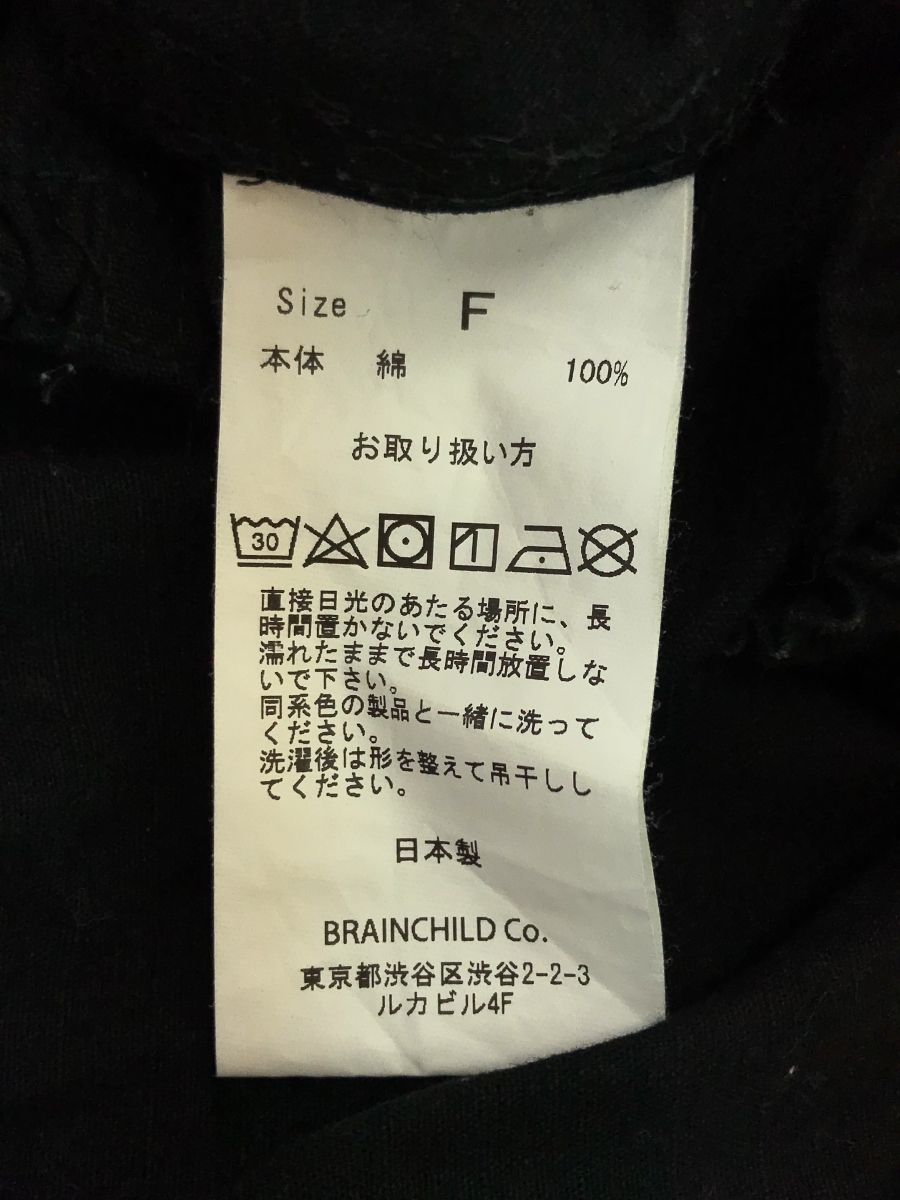 Size F
本体 綿 100%
お取り扱い方
30
直接日光のあたる場所に、長
時間置かないでください。
濡れたままで長時間放置しな
いで下さい。
同系色の製品と一緒に洗って
ください。
洗濯後は形を整えて吊干しし
てください。
日本製
BRAINCHILD Co.
東京都渋谷区渋谷2-2-3
ルカビル4F